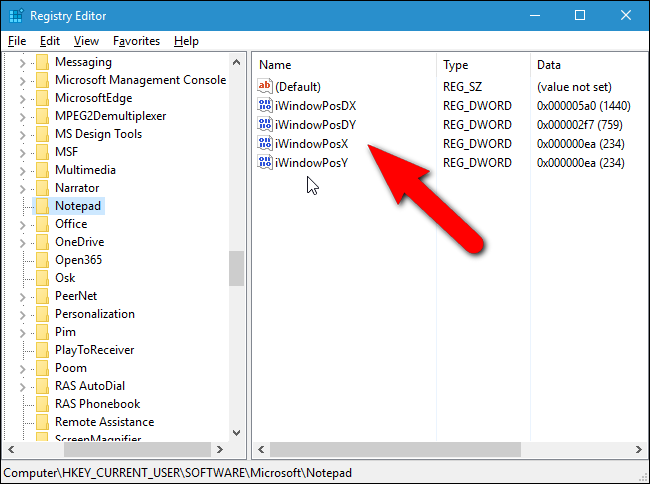 Registry Editor
File Edit View Favorites Help
Messaging
Microsoft Management Console
MicrosoftEdge
MPEG2Demultiplexer
MS Design Tools
MSF
Multimedia
Narrator
Notepad
Office
OneDrive
Open365
Osk
PeerNet
Personalization
Pim
PlayToReceiver
Poom
RAS AutoDial
RAS Phonebook
Remote Assistance
ScreenMagnifier
Name Type Data
ab (Default) REG_SZ (value not set)
iWindowPosDX REG_DWORD 0x000005a0 (1440)
iWindowPosDY REG_DWORD 0x000002f7 (759)
iWindowPosX REG_DWORD 0x000000ea (234)
iWindowPosY REG_DWORD 0x000000ea (234)
Computer\HKEY_CURRENT_USER\SOFTWARE\Microsoft\Notepad